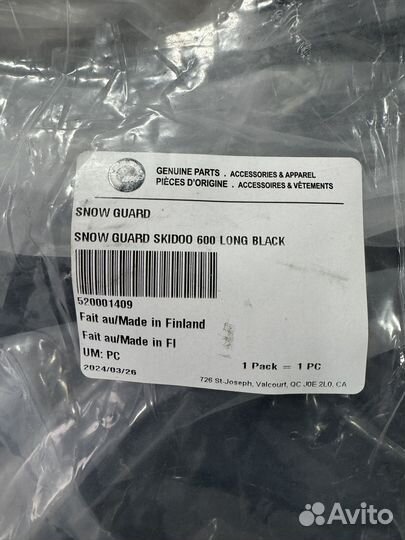 GENUINE PARTS . ACCESSORIES & APPAREL
PIÈCES D'ORIGINE . ACCESSOIRES & VÊTEMENTS
SNOW GUARD
SNOW GUARD SKIDOO 600 LONG BLACK
520001409
Fait au/Made in Finland
Fait au/Made in FI
UM: PC
1 Pack = 1 PC
2024/03/26
726 St-Joseph, Valcourt, QC J0E 2L0, CA
Avito